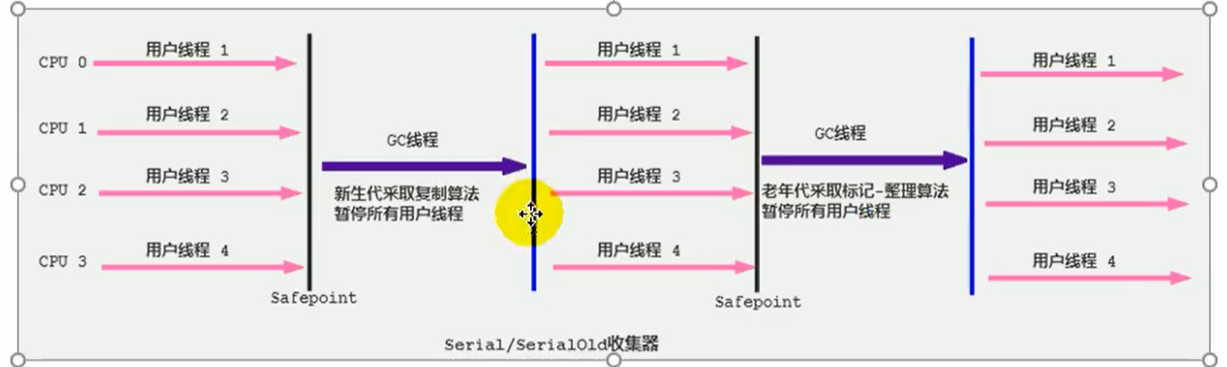 用户线程 1
用户线程 1
用户线程 1
CPU 0
用户线程 2
用户线程 2
用户线程 2
CPU 1
GC线程
GC线程
用户线程 3
用户线程 3
用户线程 3
CPU 2
新生代采取复制算法
暂停所有用户线程
老年代采取标记-整理算法
暂停所有用户线程
用户线程 4
用户线程 4
用户线程 4
CPU 3
Safepoint
Safepoint
Serial/SerialOld收集器